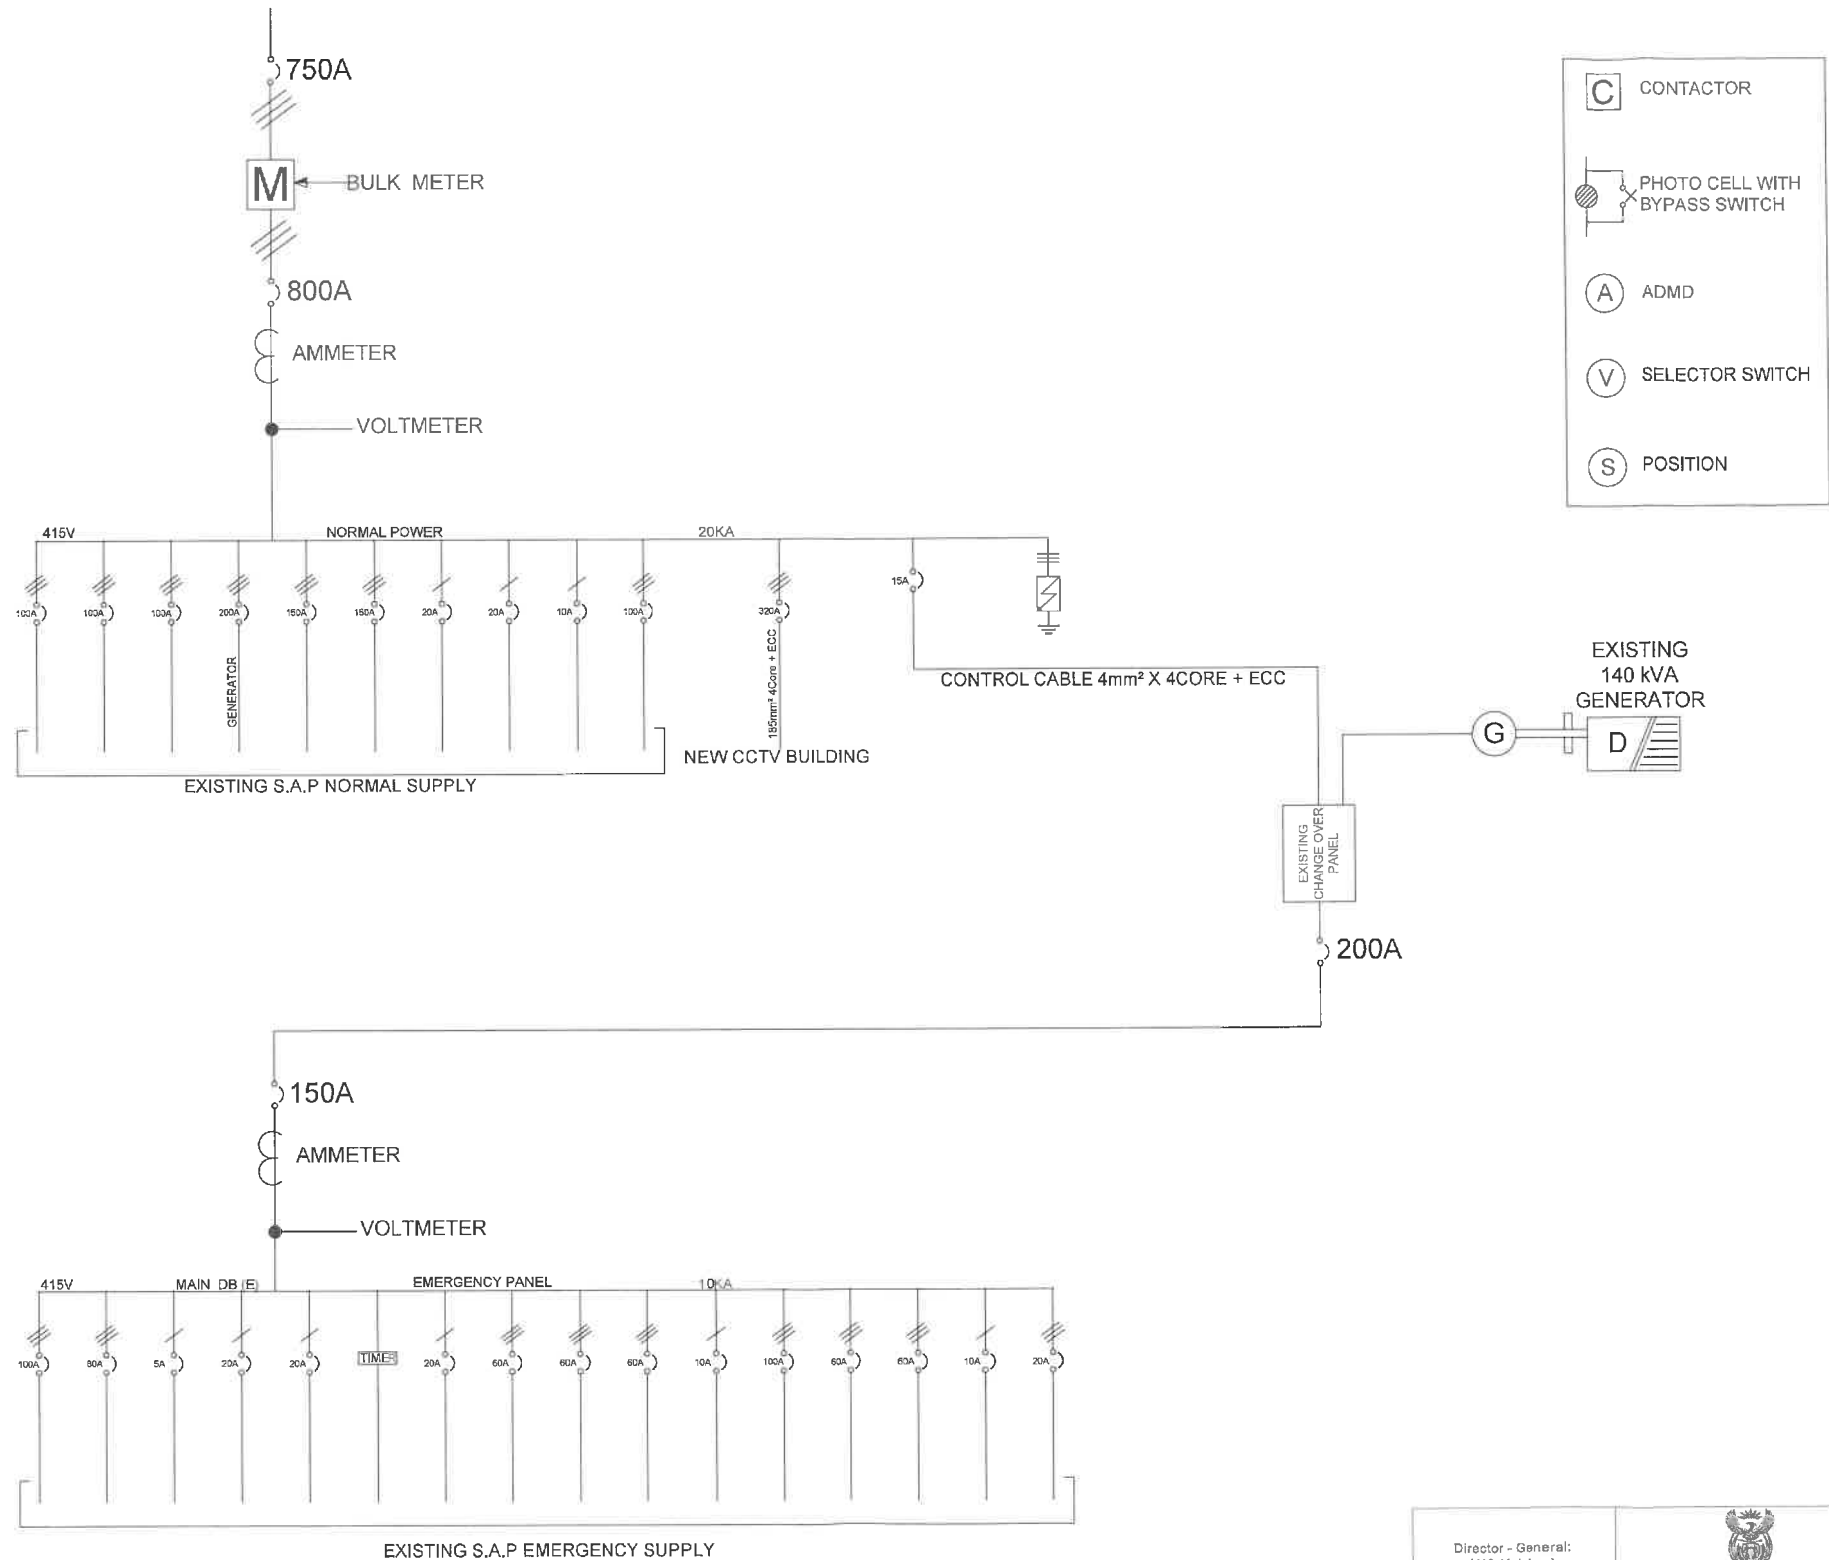 750A
M
BULK METER
800A
AMMETER
VOLTMETER
C CONTACTOR
PHOTO CELL WITH
BYPASS SWITCH
A ADMD
V SELECTOR SWITCH
S POSITION
415V NORMAL POWER 20KA
100A 100A 100A 200A 150A 20A 20A 10A 100A 320A 15A
GENERATOR
185mm² 4Core + ECC
EXISTING S.A.P NORMAL SUPPLY
NEW CCTV BUILDING
CONTROL CABLE 4mm² X 4CORE + ECC
EXISTING
140 kVA
GENERATOR
G D
EXISTING
CHANGE OVER
PANEL
200A
150A
AMMETER
VOLTMETER
415V MAIN DB (E) EMERGENCY PANEL 10KA
100A 80A 5A 20A 20A TIMER 20A 60A 60A 60A 10A 100A 60A 60A 10A 20A
EXISTING S.A.P EMERGENCY SUPPLY
Director - General: